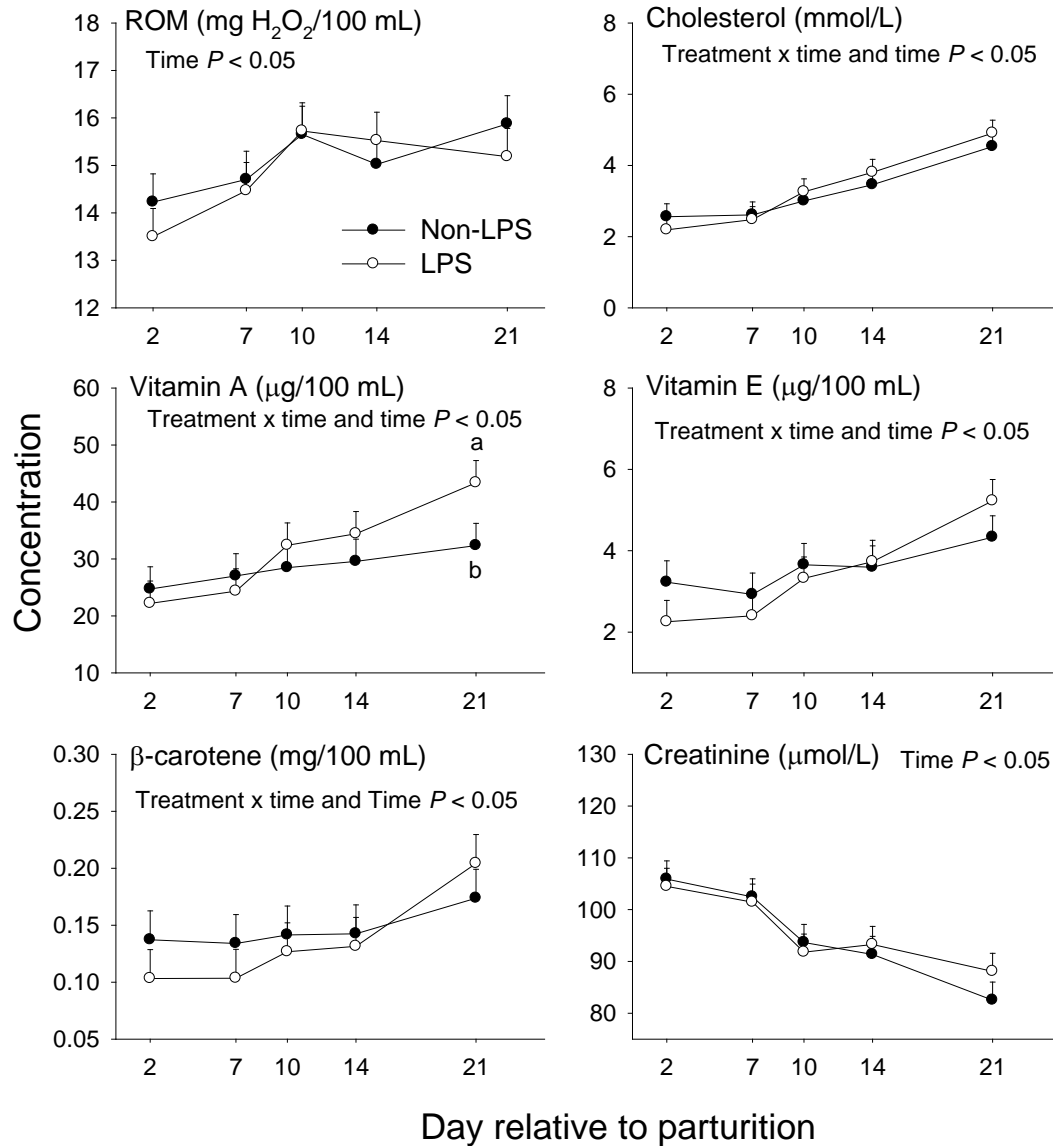 ROM (mg H₂O₂/100 mL)
Time P < 0.05
18
17
16
15
14
13
12
Non-LPS
LPS
2 7 10 14 21
Cholesterol (mmol/L)
Treatment x time and time P < 0.05
8
6
4
2
0
2 7 10 14 21
Vitamin A (μg/100 mL)
Treatment x time and time P < 0.05
60
50
40
30
20
10
a
b
2 7 10 14 21
Vitamin E (μg/100 mL)
Treatment x time and time P < 0.05
8
6
4
2
2 7 10 14 21
Concentration
β-carotene (mg/100 mL)
Treatment x time and Time P < 0.05
0.30
0.25
0.20
0.15
0.10
0.05
2 7 10 14 21
Creatinine (μmol/L)
Time P < 0.05
130
120
110
100
90
80
2 7 10 14 21
Day relative to parturition